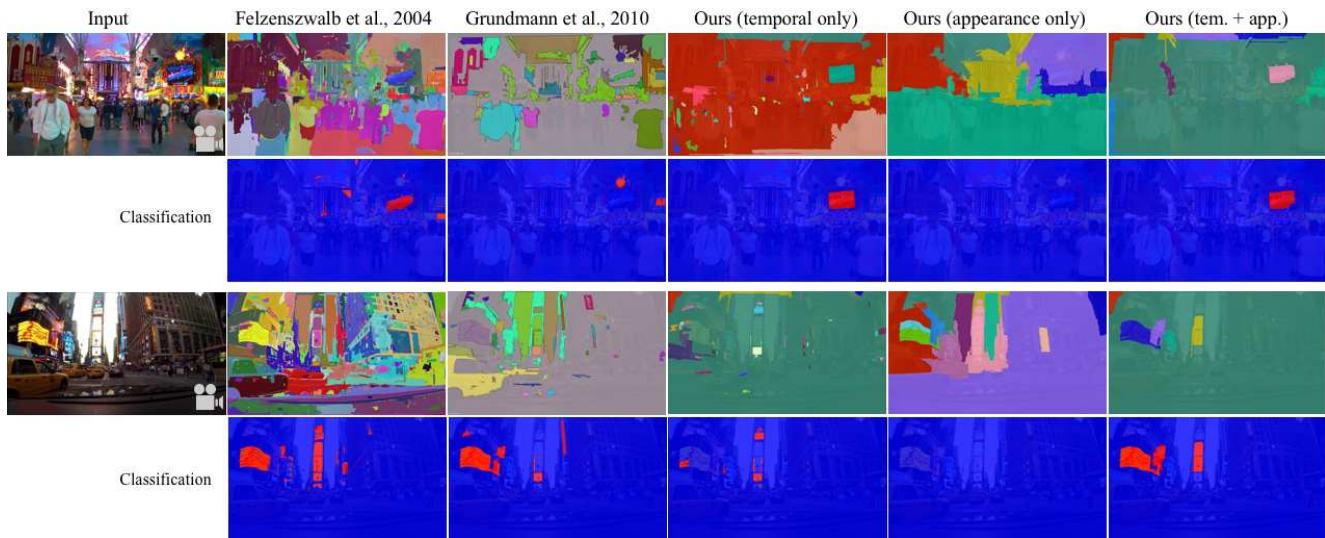 Input Felzenszwalb et al., 2004 Grundmann et al., 2010 Ours (temporal only) Ours (appearance only) Ours (tem. + app.)
Classification
Classification